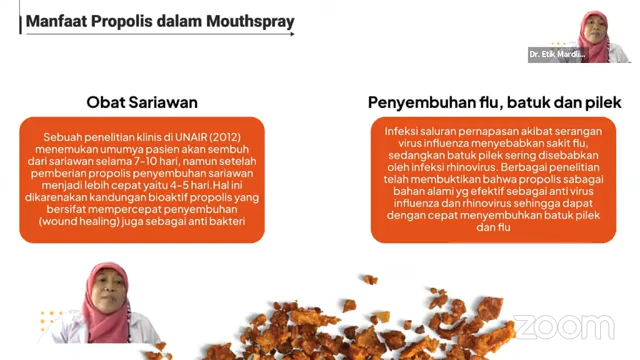 Manfaat Propolis dalam Mouthspray
Dr. Etik Mardli...
Obat Sariawan
Sebuah penelitian klinis di UNAIR (2012)
menemukan umumya pasien akan sembuh
dari sariawan selama 7-10 hari, namun setelah
pemberian propolis penyembuhan sariawan
menjadi lebih cepat yaitu 4-5 hari.Hal ini
dikarenakan kandungan bioaktif propolis yang
bersifat mempercepat penyembuhan
(wound healing) juga sebagai anti bakteri
Penyembuhan flu, batuk dan pilek
Infeksi saluran pernapasan akibat serangan
virus influenza menyebabkan sakit flu,
sedangkan batuk pilek sering disebabkan
oleh infeksi rhinovirus. Berbagai penelitian
telah membuktikan bahwa propolis sabagai
bahan alami yg efektif sebagai anti virus
influenza dan rhinovirus sehingga dapat
dengan cepat menyembuhkan batuk pilek
dan flu
zoom